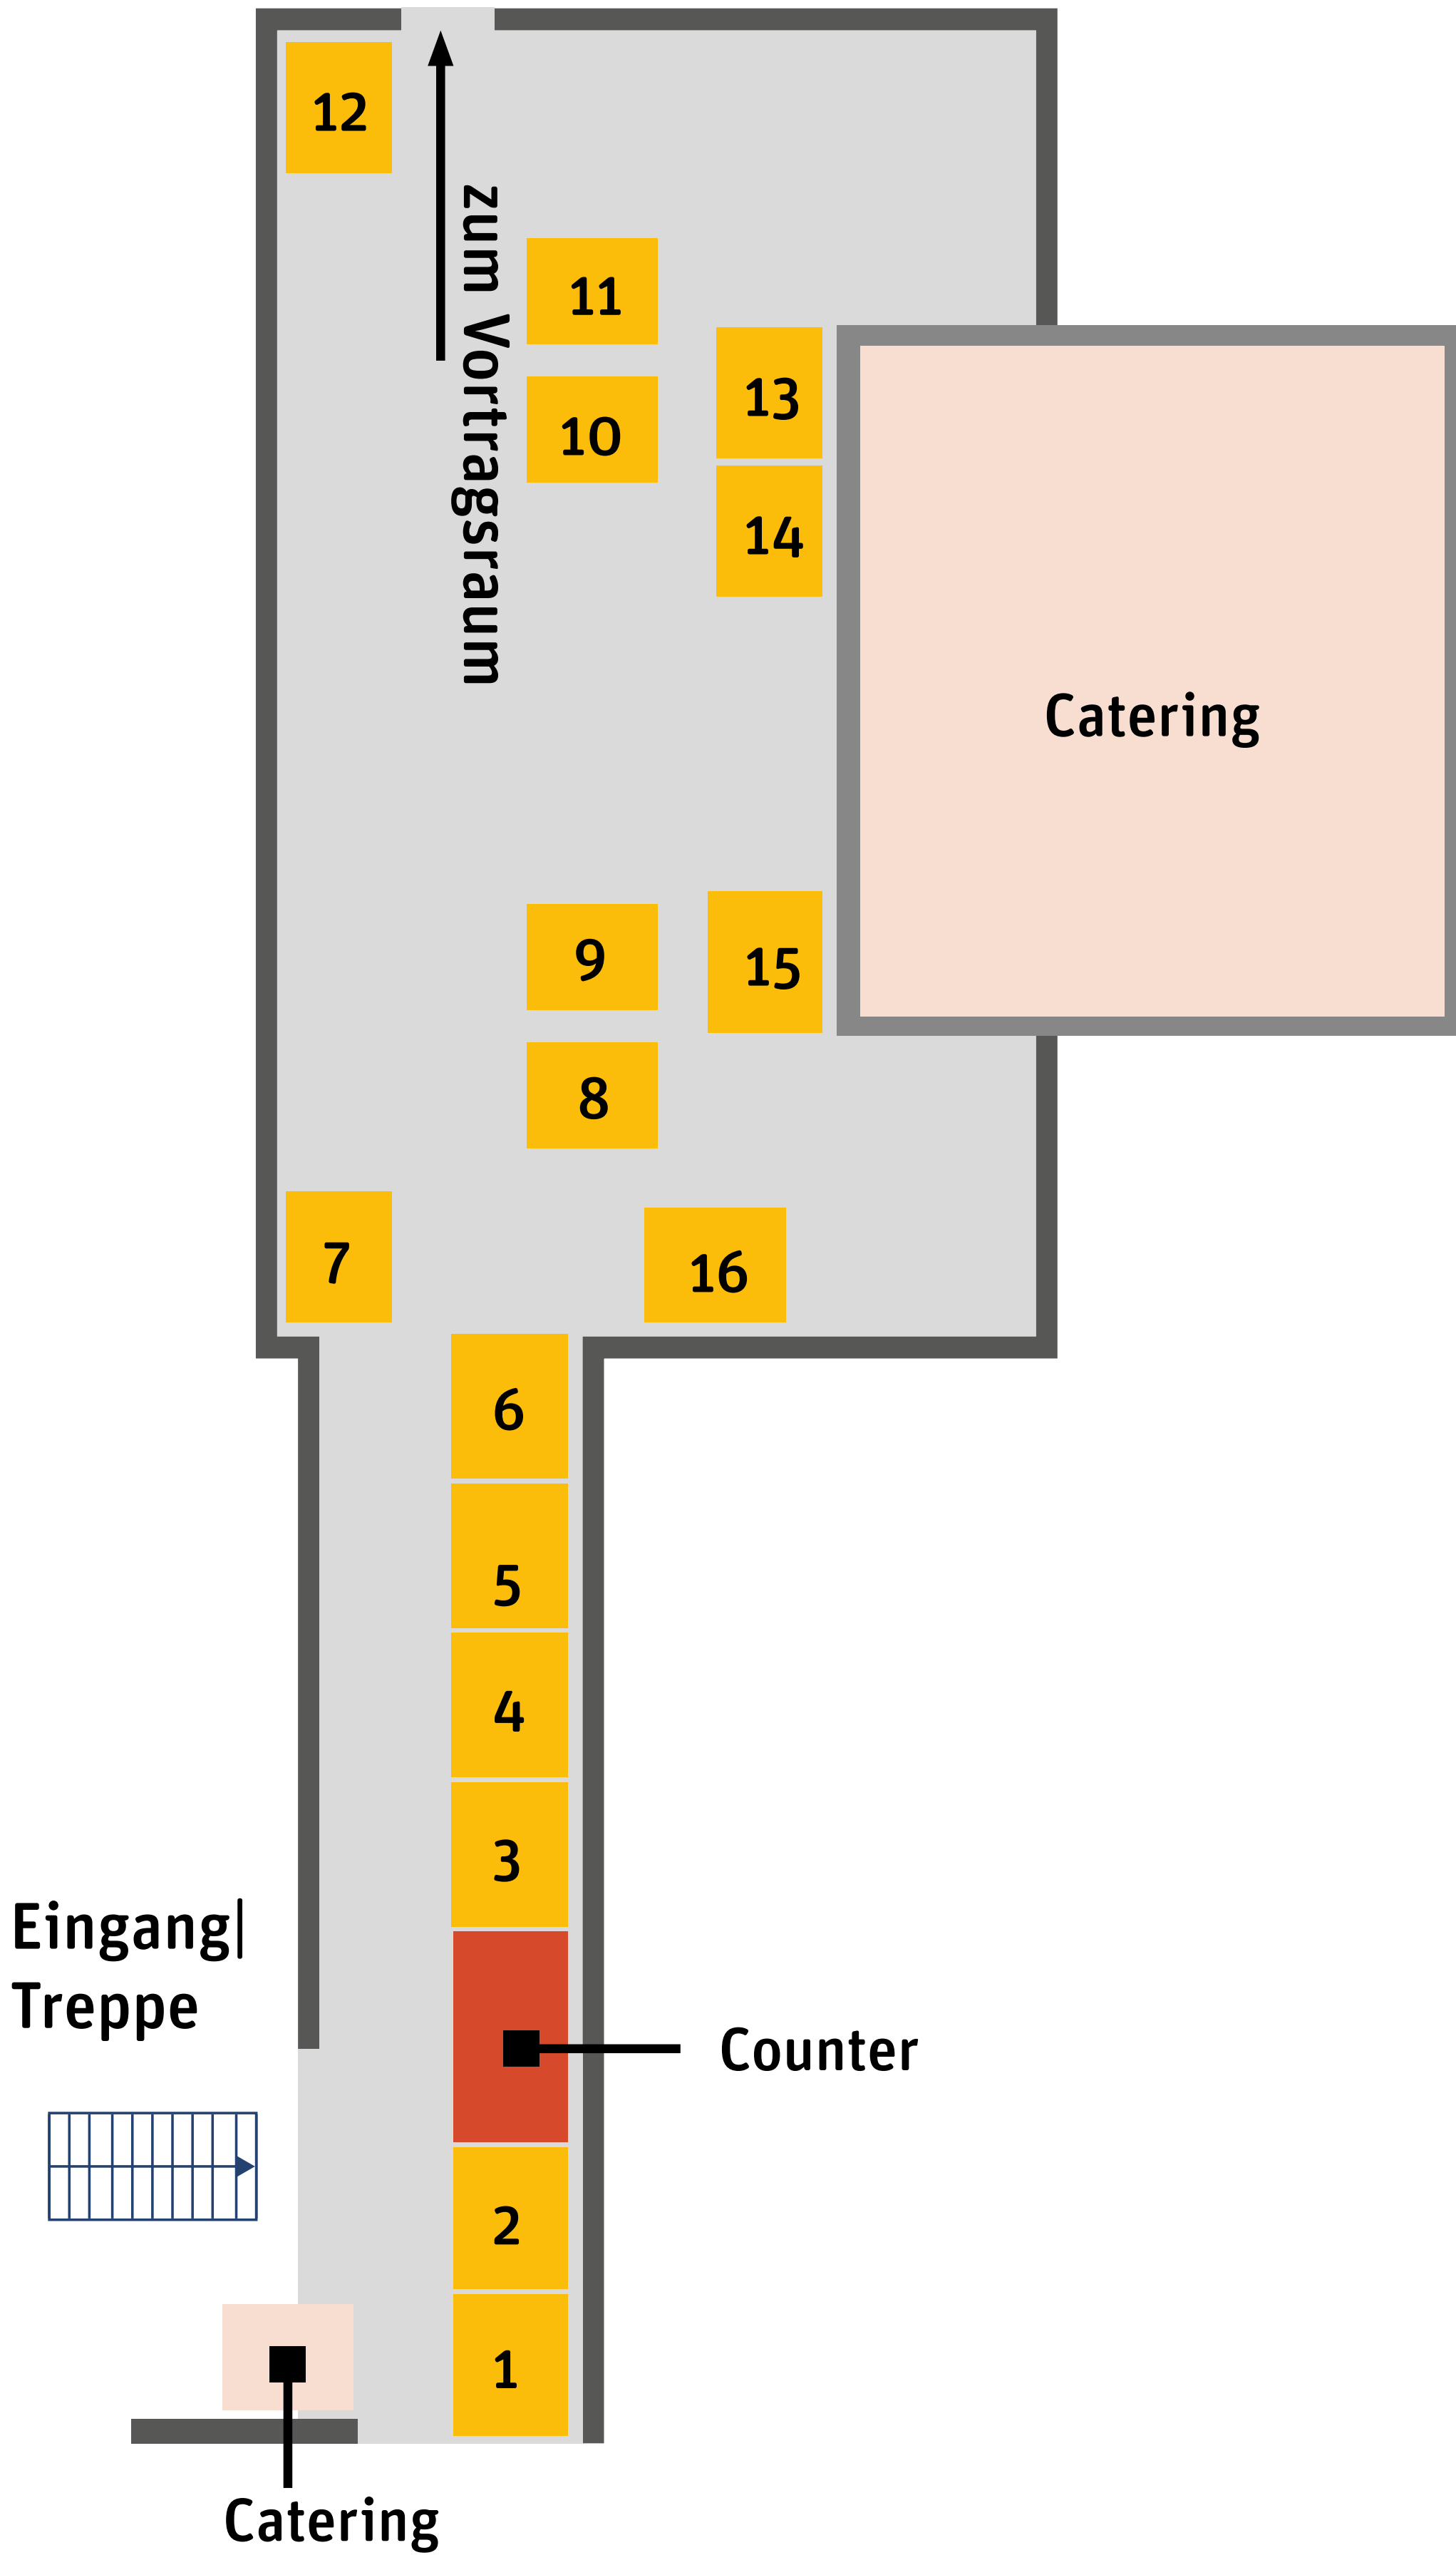 12
zum Vortragsraum
11
13
10
14
Catering
9
15
8
7
16
6
5
4
3
Eingang|
Treppe
Counter
2
1
Catering